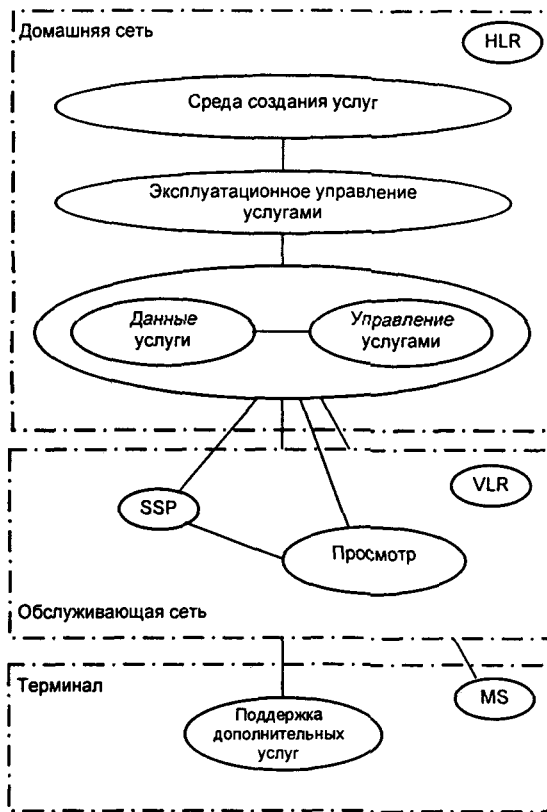 Домашняя сеть
HLR
Среда создания услуг
Эксплуатационное управление
услугами
Данные
услуги
Управление
услугами
VLR
SSP
Просмотр
Обслуживающая сеть
Терминал
MS
Поддержка
дополнительных
услуг